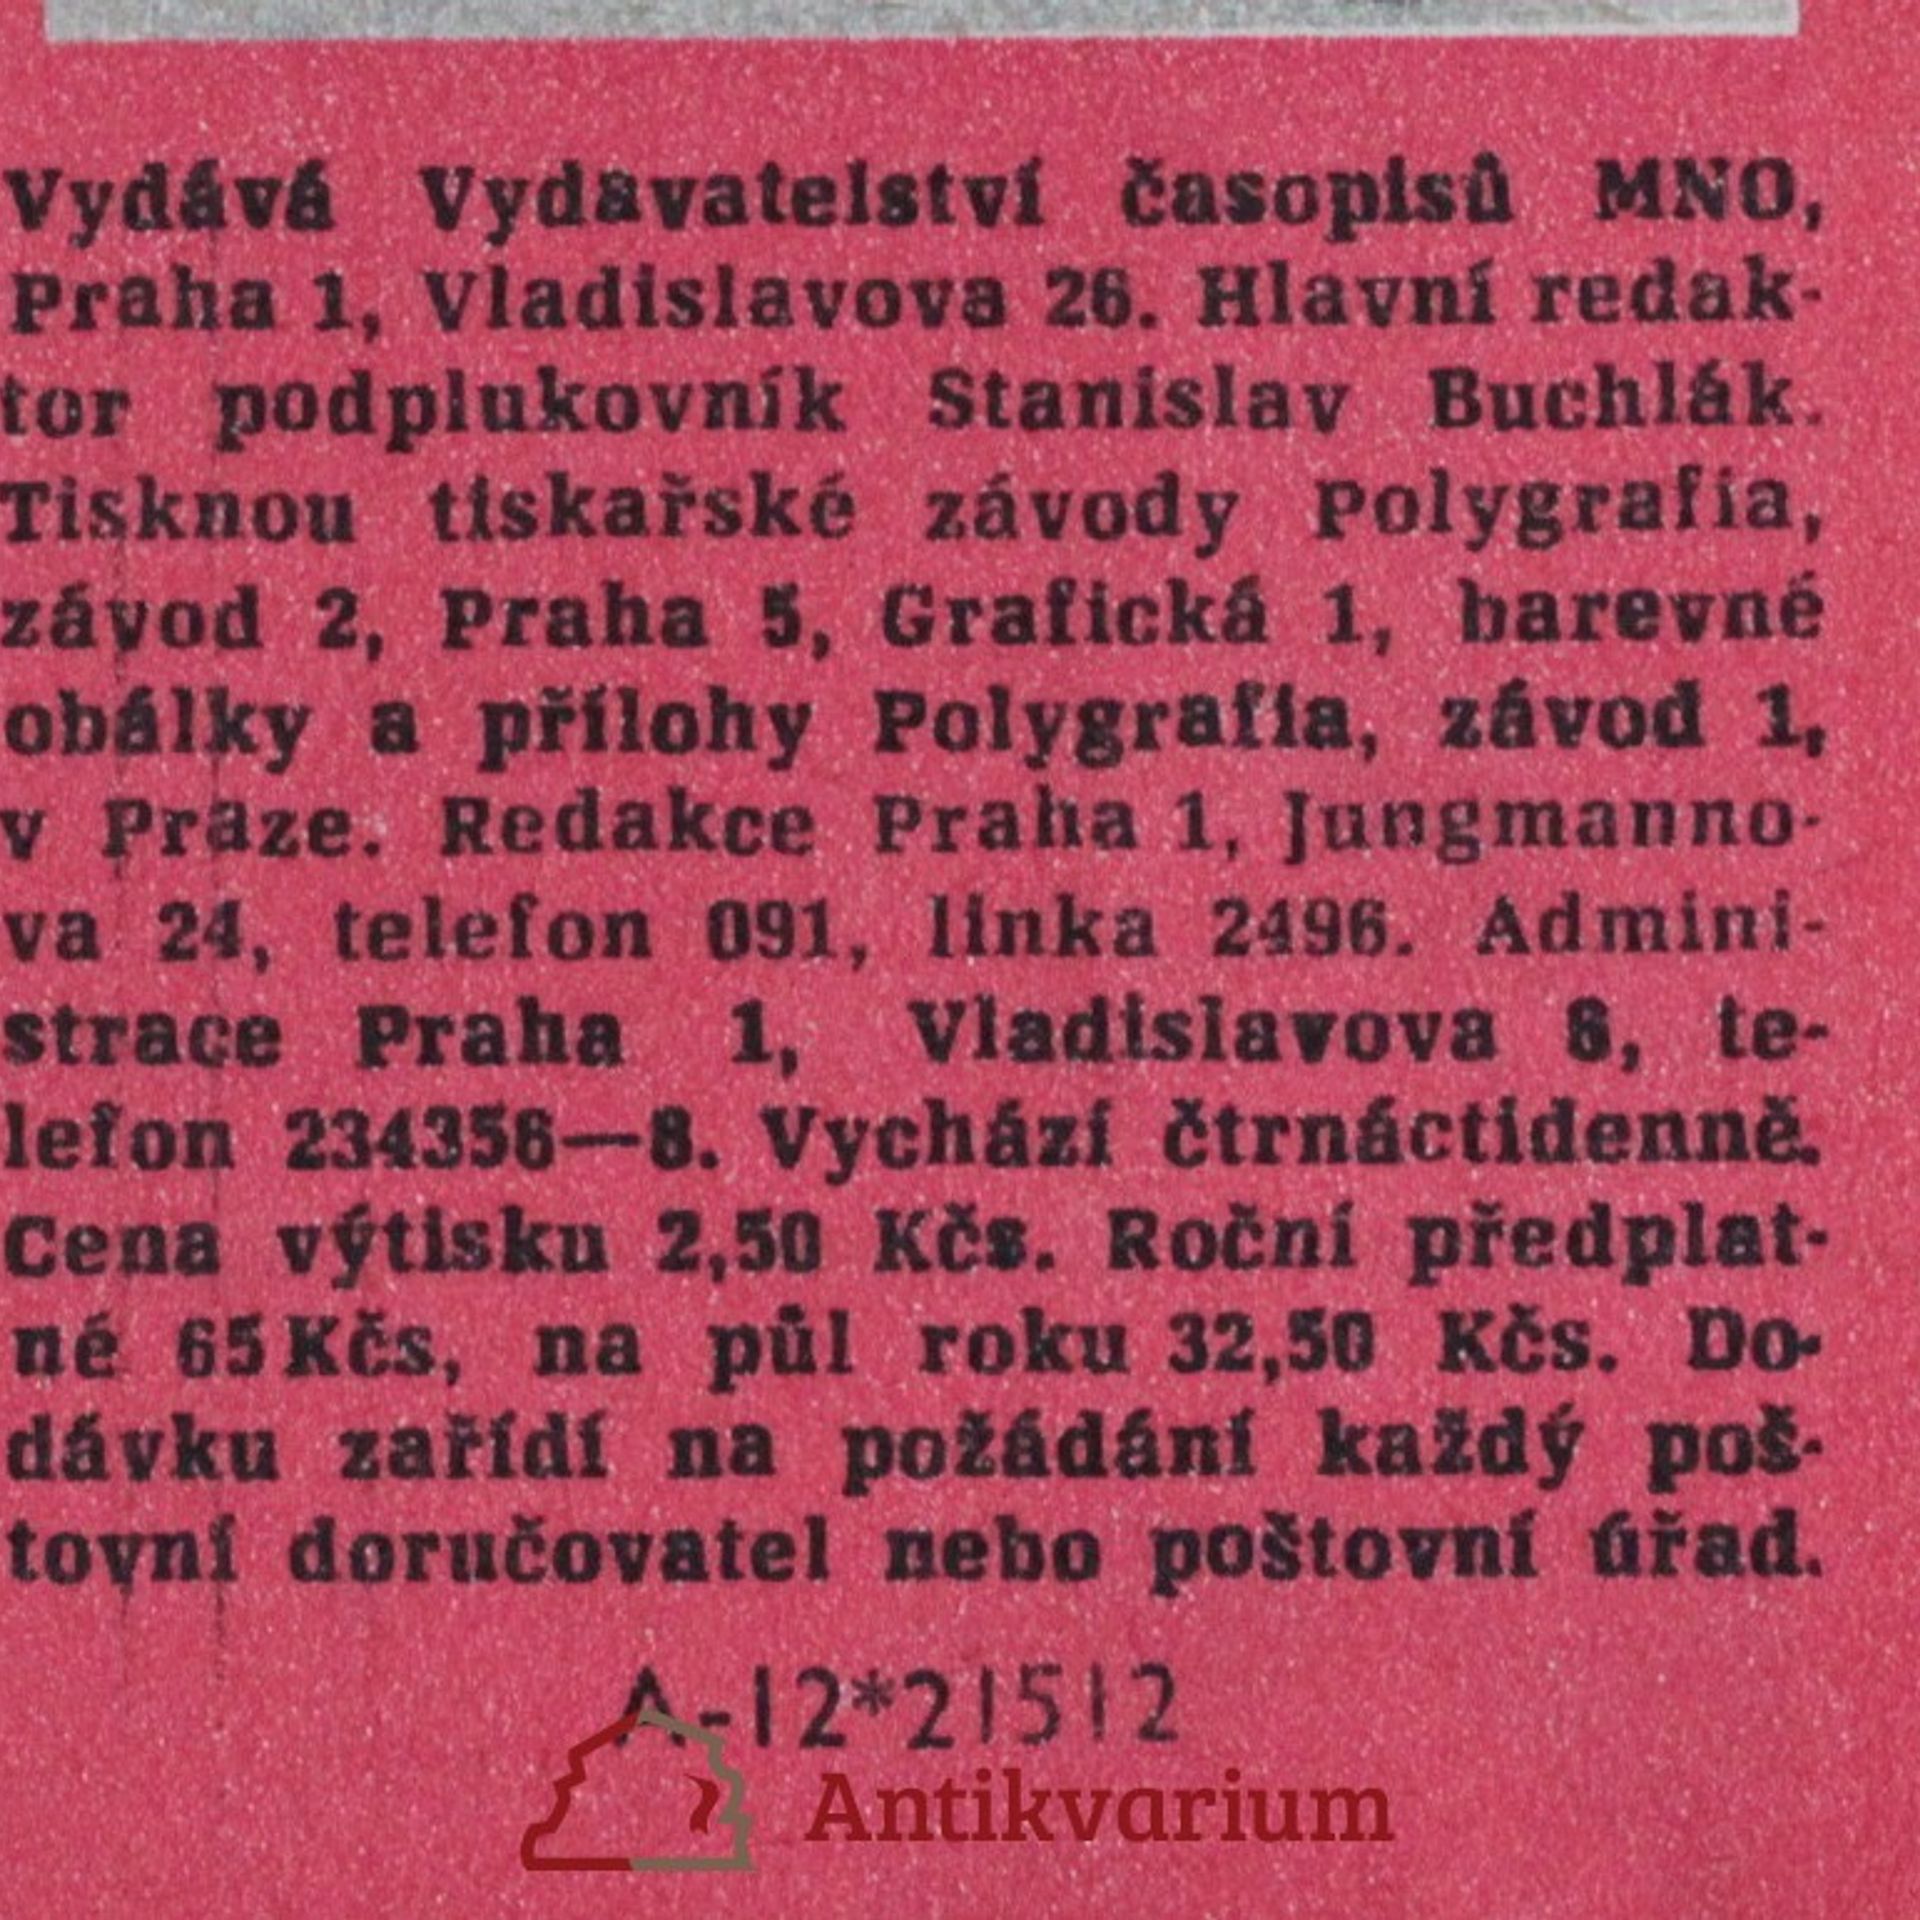 Vydává Vydavatelství časopisů MNO,
Praha 1, Vladislavova 26. Hlavní redak-
tor podplukovník Stanislav Buchlák.
Tisknou tiskařské závody Polygrafia,
závod 2, Praha 5, Grafická 1, barevné
obálky a přílohy Polygrafia, závod 1,
v Praze. Redakce Praha 1, Jungmanno-
va 24, telefon 091, linka 2496. Admini-
strace Praha 1, Vladislavova 8, te-
lefon 234356—8. Vychází čtrnáctidenně.
Cena výtisku 2,50 Kčs. Roční předplat-
né 65 Kčs, na půl roku 32,50 Kčs. Do-
dávku zařídí na požádání každý poš-
tovní doručovatel nebo poštovní úřad.
A-12*21512
Antikvarium